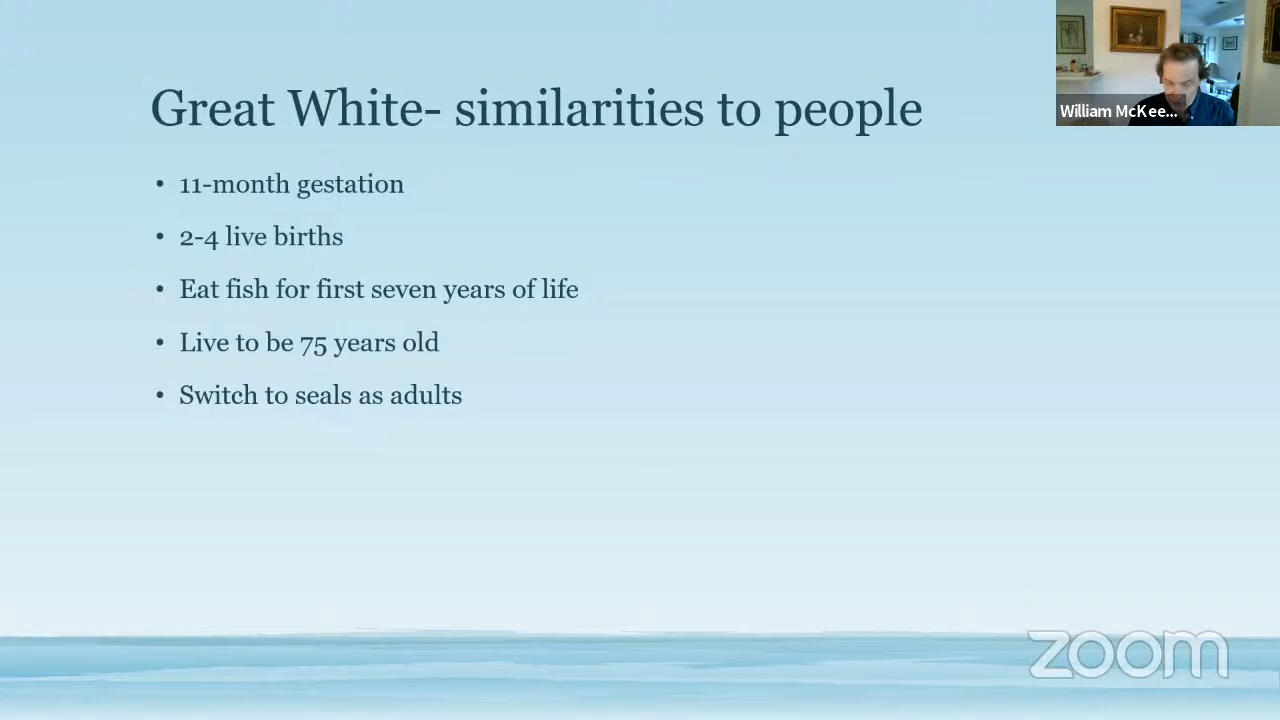 Great White- similarities to people
William McKee...
• 11-month gestation
• 2-4 live births
• Eat fish for first seven years of life
• Live to be 75 years old
• Switch to seals as adults
zoom